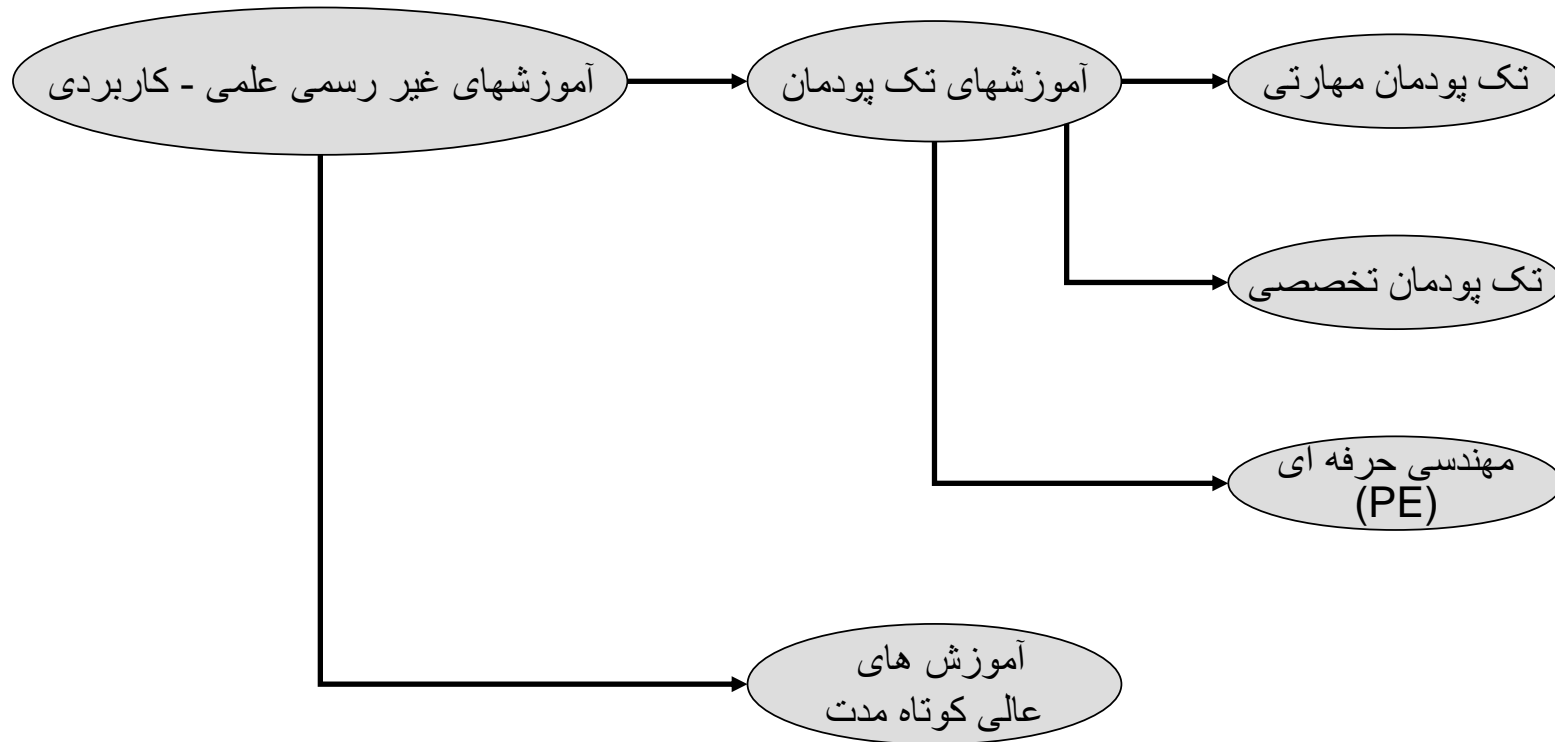 آموزشهای غیر رسمی علمی - کاربردی
آموزشهای تک پودمان
تک پودمان مهارتی
تک پودمان تخصصی
مهندسی حرفه ای
(PE)
آموزش های
عالی کوتاه مدت